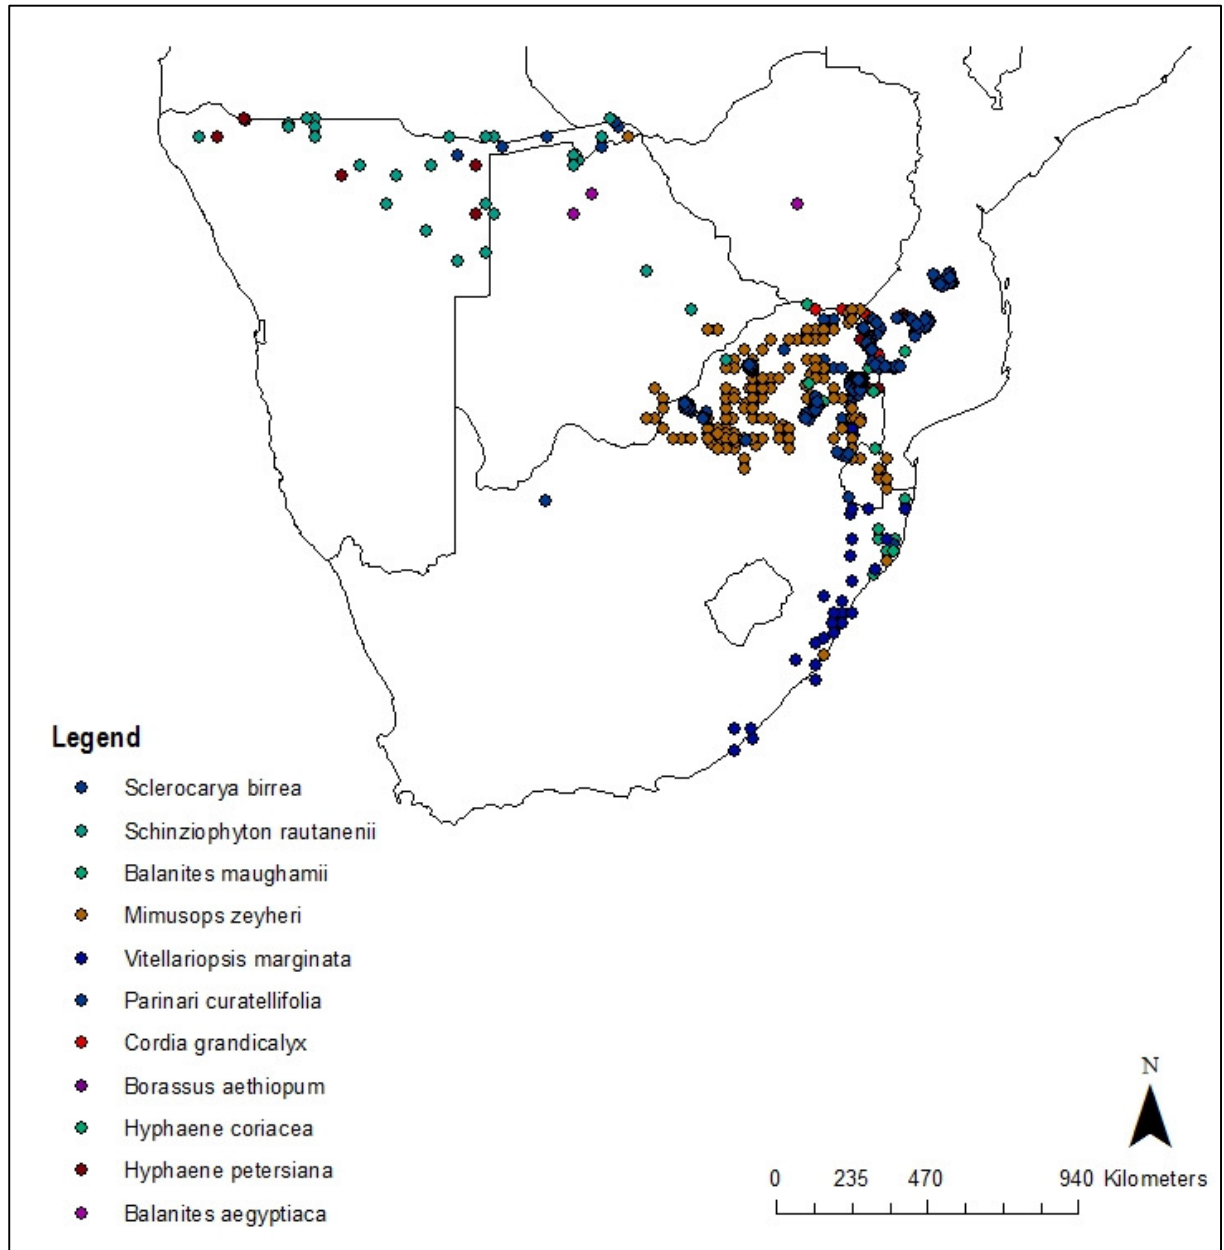 Legend
Sclerocarya birrea
Schinziophyton rautanenii
Balanites maughamii
Mimusops zeyheri
Vitellariopsis marginata
Parinari curatellifolia
Cordia grandicalyx
Borassus aethiopum
Hyphaene coriacea
Hyphaene petersiana
Balanites aegyptiaca
N
0 235 470 940 Kilometers